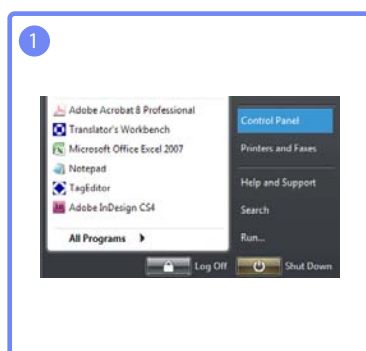 1
Adobe Acrobat 8 Professional
Translator's Workbench
Microsoft Office Excel 2007
Notepad
TagEditor
Adobe InDesign CS4
All Programs
Control Panel
Printers and Faxes
Help and Support
Search
Run...
Log Off
Shut Down